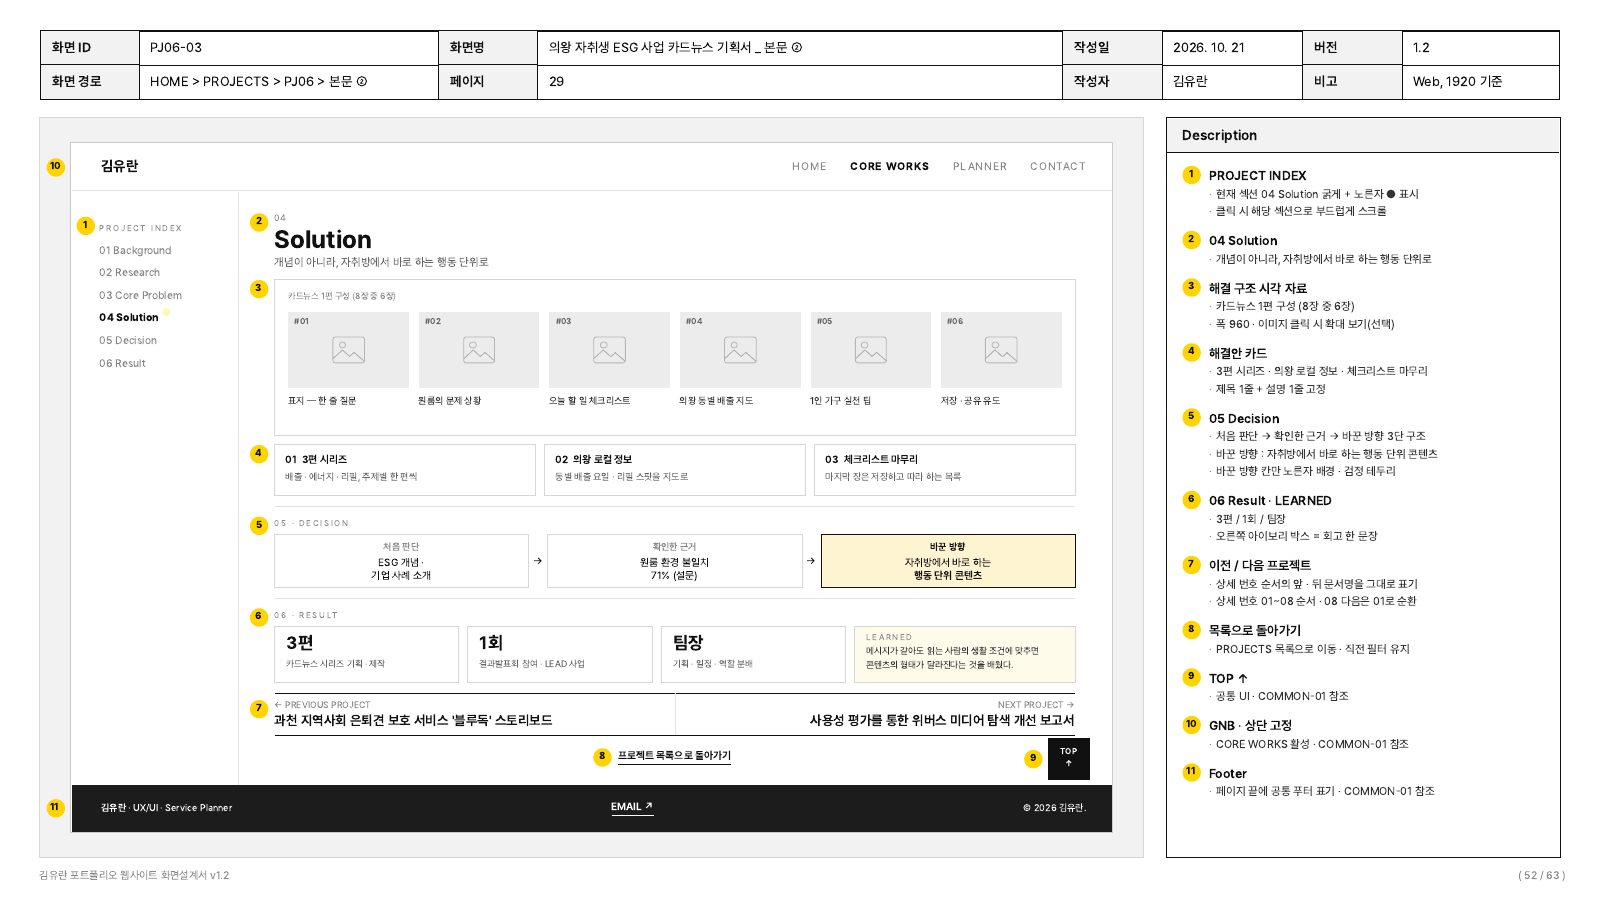 화면 ID PJ06-03 화면명 의왕 자취생 ESG 사업 카드뉴스 기획서 _ 본문 ② 작성일 2026. 10. 21 버전 1.2
화면 경로 HOME > PROJECTS > PJ06 > 본문 ② 페이지 29 작성자 김유란 비고 Web, 1920 기준
10
김유란
HOME CORE WORKS PLANNER CONTACT
1
PROJECT INDEX
01 Background
02 Research
03 Core Problem
04 Solution
05 Decision
06 Result
2
04
Solution
개념이 아니라, 자취방에서 바로 하는 행동 단위로
3
카드뉴스 1편 구성 (8장 중 6장)
#01 #02 #03 #04 #05 #06
표지 — 한 줄 질문 원룸의 문제 상황 오늘 할 일 체크리스트 의왕 동별 배출 지도 1인 가구 실천 팁 저장 · 공유 유도
4
01 3편 시리즈
배출 · 에너지 · 리필, 주제별 한 편씩
02 의왕 로컬 정보
동별 배출 요일 · 리필 스팟을 지도로
03 체크리스트 마무리
마지막 장은 저장하고 따라 하는 목록
5
05 · DECISION
처음 판단
ESG 개념 ·
기업 사례 소개
→
확인한 근거
원룸 환경 불일치
71% (설문)
→
바꾼 방향
자취방에서 바로 하는
행동 단위 콘텐츠
6
06 · RESULT
3편
카드뉴스 시리즈 기획 · 제작
1회
결과발표회 참여 · LEAD 사업
팀장
기획 · 일정 · 역할 분배
LEARNED
메시지가 같아도 읽는 사람의 생활 조건에 맞추면
콘텐츠의 형태가 달라진다는 것을 배웠다.
7
← PREVIOUS PROJECT
과천 지역사회 은퇴견 보호 서비스 '블루독' 스토리보드
NEXT PROJECT →
사용성 평가를 통한 위버스 미디어 탐색 개선 보고서
8
프로젝트 목록으로 돌아가기
9
TOP
↑
11
김유란 · UX/UI · Service Planner
EMAIL ↗
© 2026 김유란.
Description
1 PROJECT INDEX
· 현재 섹션 04 Solution 굵게 + 노른자 ● 표시
· 클릭 시 해당 섹션으로 부드럽게 스크롤
2 04 Solution
· 개념이 아니라, 자취방에서 바로 하는 행동 단위로
3 해결 구조 시각 자료
· 카드뉴스 1편 구성 (8장 중 6장)
· 폭 960 · 이미지 클릭 시 확대 보기(선택)
4 해결안 카드
· 3편 시리즈 · 의왕 로컬 정보 · 체크리스트 마무리
· 제목 1줄 + 설명 1줄 고정
5 05 Decision
· 처음 판단 → 확인한 근거 → 바꾼 방향 3단 구조
· 바꾼 방향 : 자취방에서 바로 하는 행동 단위 콘텐츠
· 바꾼 방향 칸만 노른자 배경 · 검정 테두리
6 06 Result · LEARNED
· 3편 / 1회 / 팀장
· 오른쪽 아이보리 박스 = 회고 한 문장
7 이전 / 다음 프로젝트
· 상세 번호 순서의 앞 · 뒤 문서명을 그대로 표기
· 상세 번호 01~08 순서 · 08 다음은 01로 순환
8 목록으로 돌아가기
· PROJECTS 목록으로 이동 · 직전 필터 유지
9 TOP ↑
· 공통 UI · COMMON-01 참조
10 GNB · 상단 고정
· CORE WORKS 활성 · COMMON-01 참조
11 Footer
· 페이지 끝에 공통 푸터 표기 · COMMON-01 참조
김유란 포트폴리오 웹사이트 화면설계서 v1.2
( 52 / 63 )